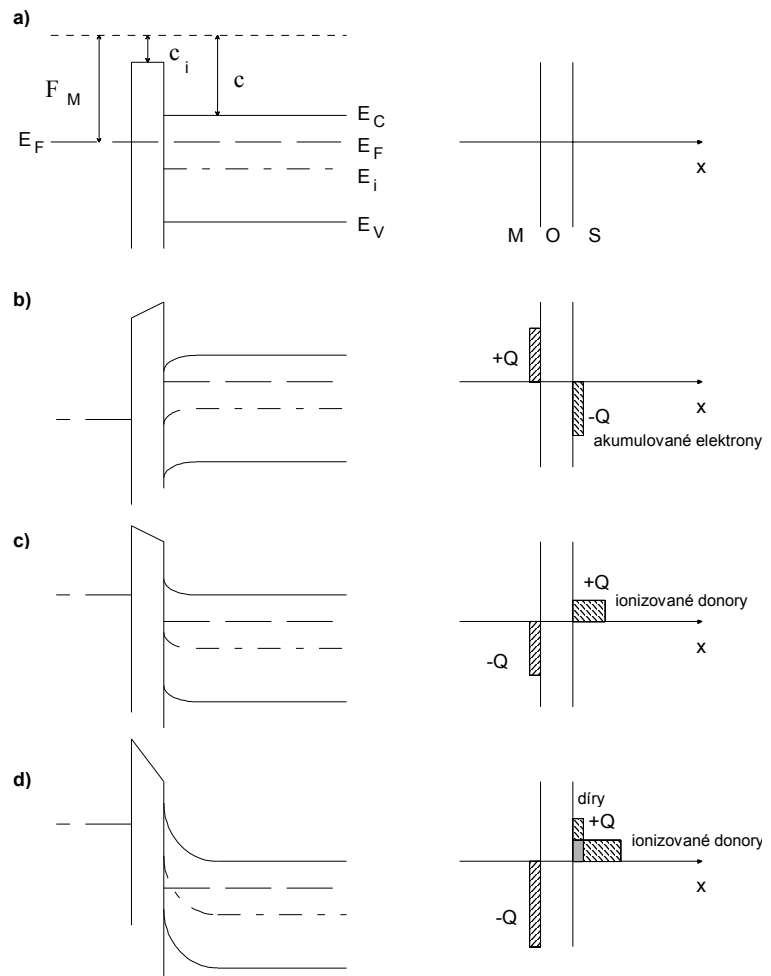 a)
c i
F M
c
E C
E F
E F
E i
E V
x
M O S
b)
+Q
-Q
x
akumulované elektrony
c)
+Q
ionizované donory
-Q
x
d)
díry
+Q
ionizované donory
-Q
x